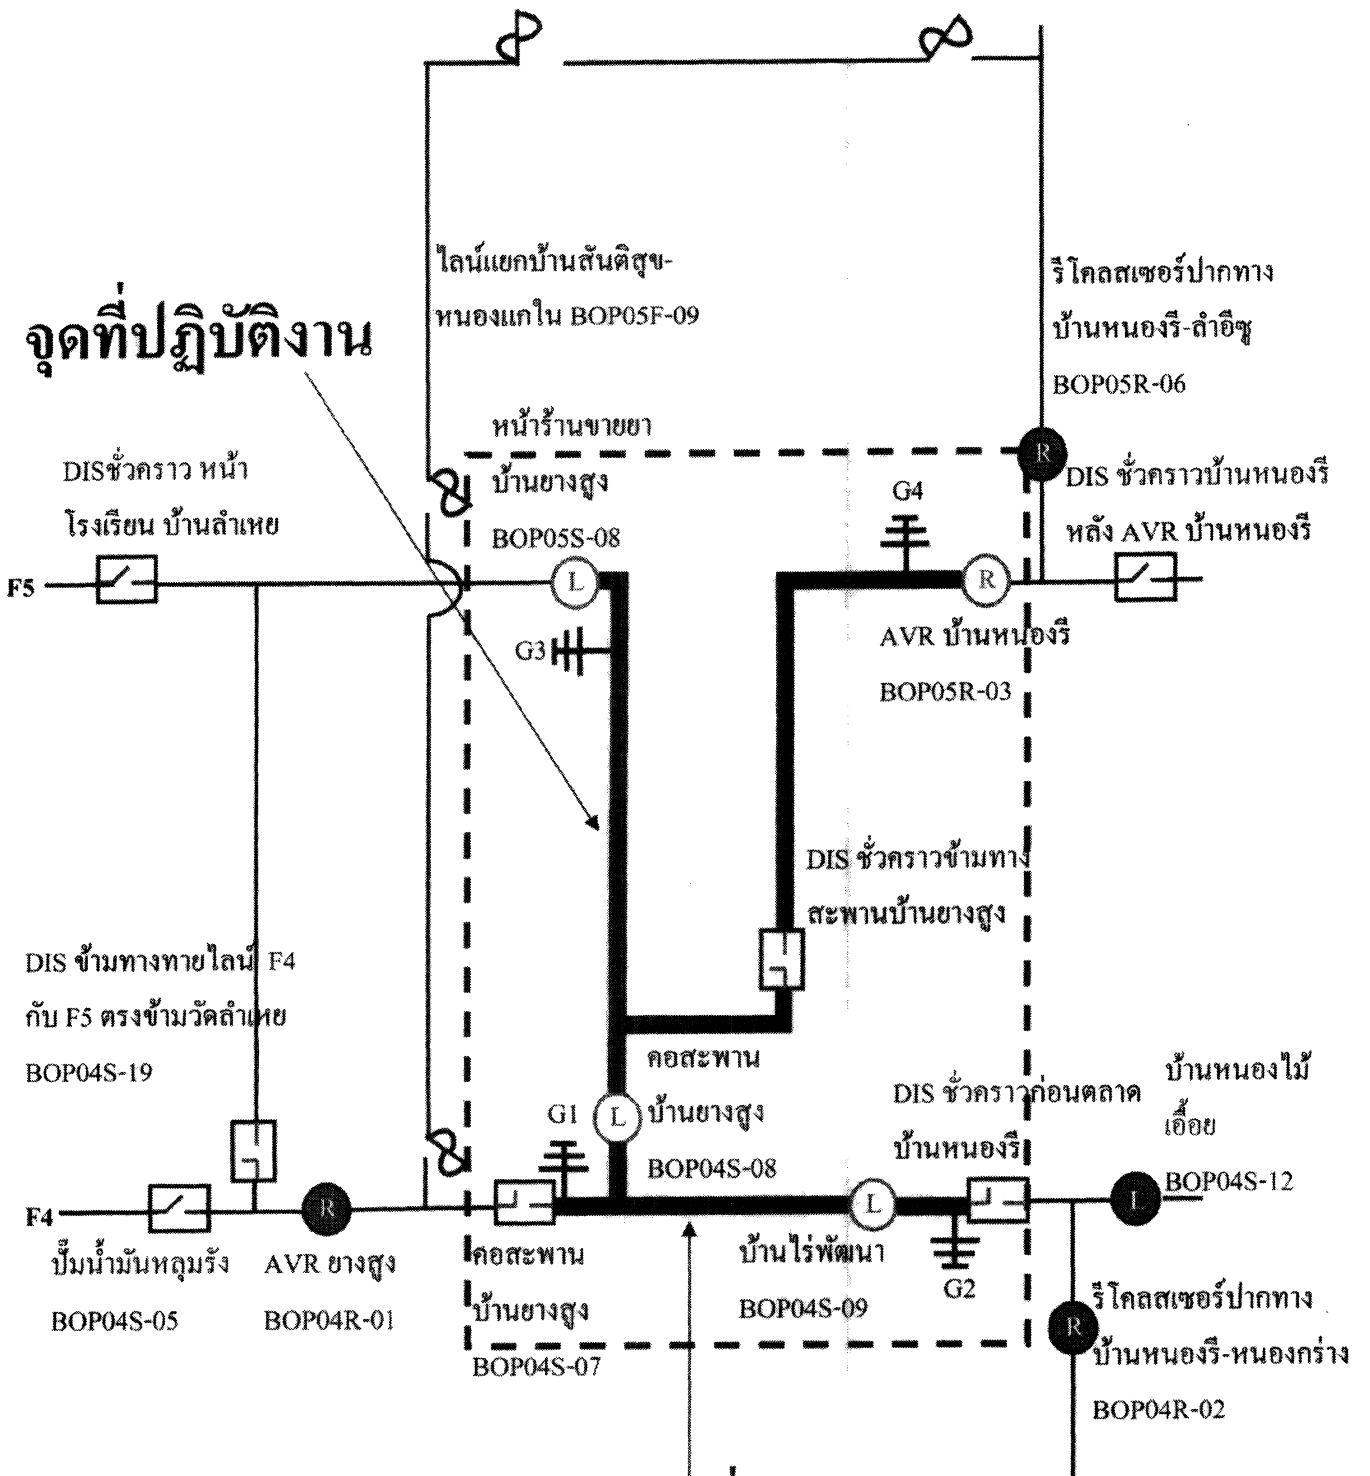 ไลน์แยกบ้านสันติสุข-
หนองแกใน BOP05F-09
รีโคลสเซอร์ปากทาง
บ้านหนองรี-ลำอีซู
BOP05R-06
R
จุดที่ปฏิบัติงาน
หน้าร้านขายยา
บ้านยางสูง
BOP05S-08
DISชั่วคราว หน้า
โรงเรียน บ้านลำเหย
G4
DIS ชั่วคราวบ้านหนองรี
หลัง AVR บ้านหนองรี
F5
L
R
G3
AVR บ้านหนองรี
BOP05R-03
DIS ชั่วคราวข้ามทาง
สะพานบ้านยางสูง
DIS ข้ามทางทายไลน์ F4
กับ F5 ตรงข้ามวัดลำเหย
BOP04S-19
คอสะพาน
บ้านยางสูง
BOP04S-08
L
G1
DIS ชั่วคราวก่อนตลาด
บ้านหนองรี
บ้านหนองไม้
เอื้อย
BOP04S-12
F4
R
L
L
ปั๊มน้ำมันหลุมรัง
BOP04S-05
AVR ยางสูง
BOP04R-01
คอสะพาน
บ้านยางสูง
BOP04S-07
บ้านไร่พัฒนา
BOP04S-09
G2
R
รีโคลสเซอร์ปากทาง
บ้านหนองรี-หนองกร่าง
BOP04R-02